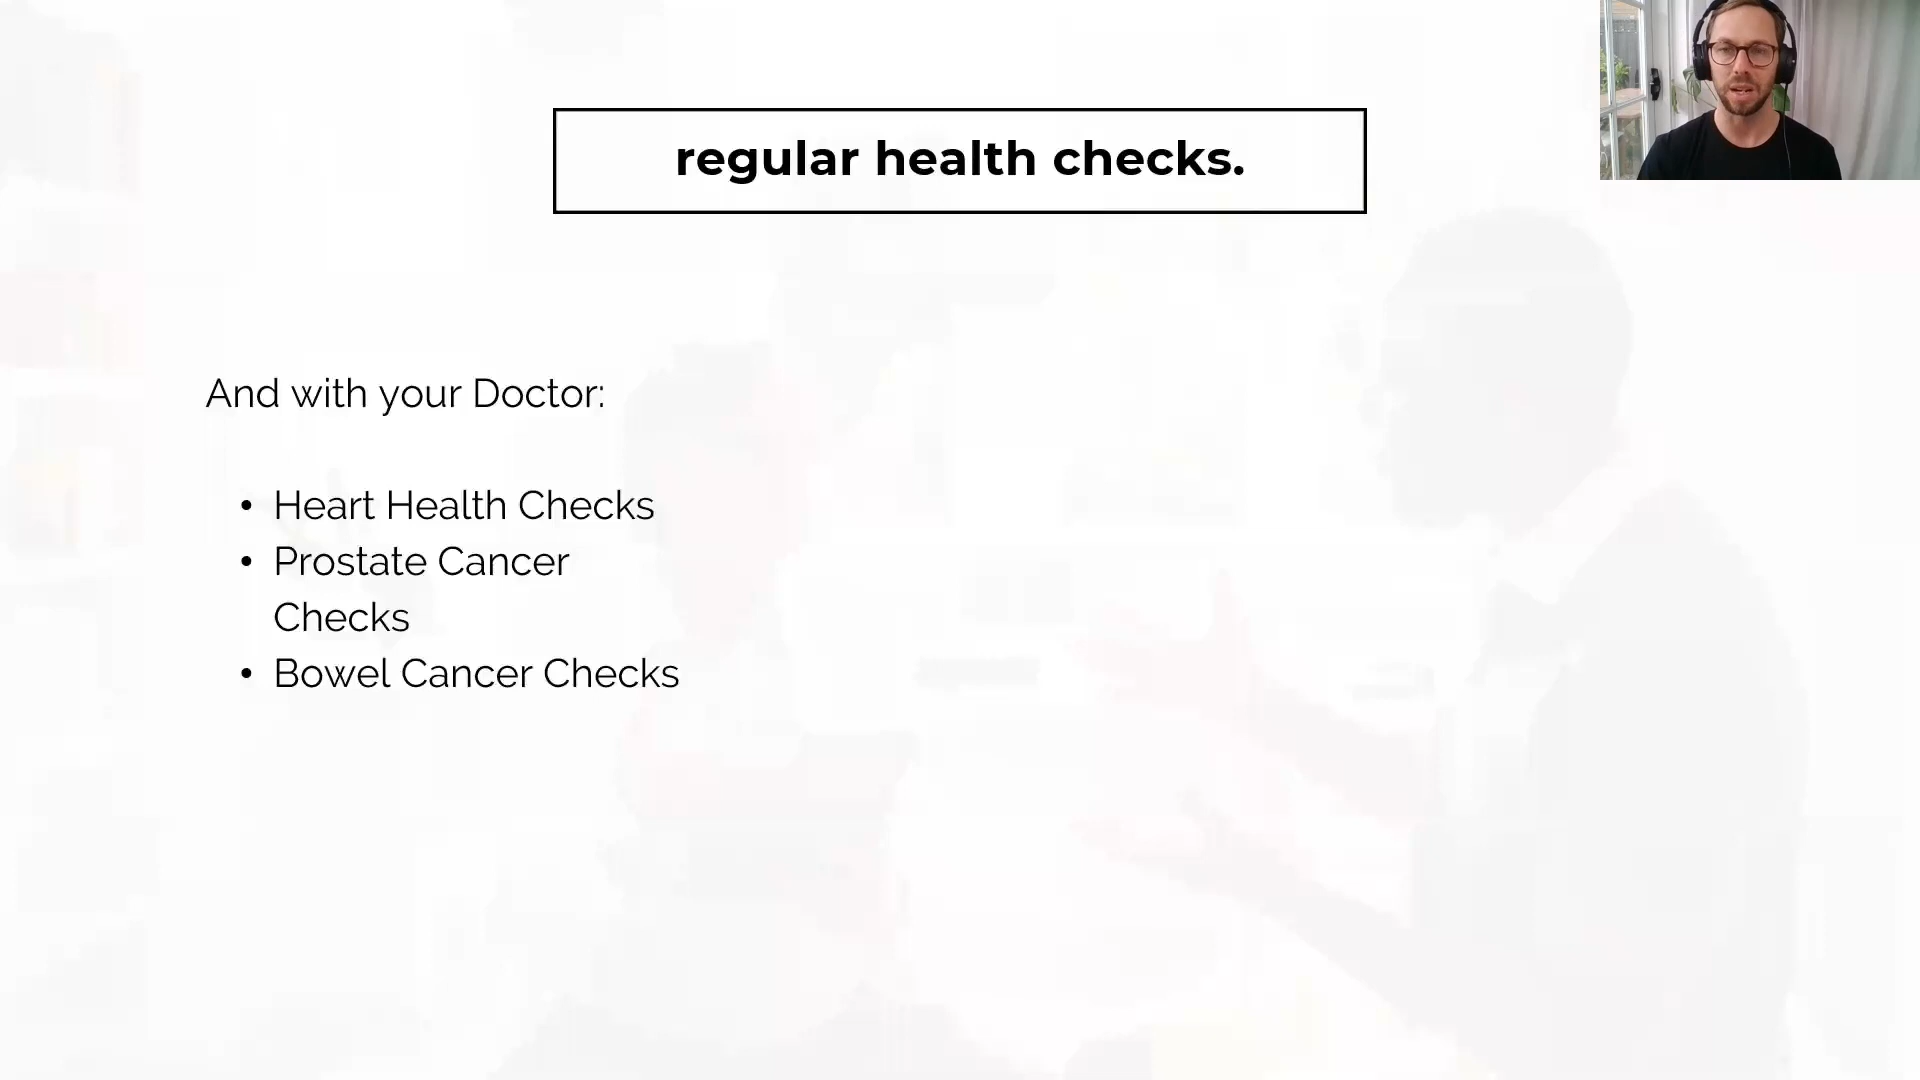 regular health checks.
And with your Doctor:
• Heart Health Checks
• Prostate Cancer
Checks
• Bowel Cancer Checks